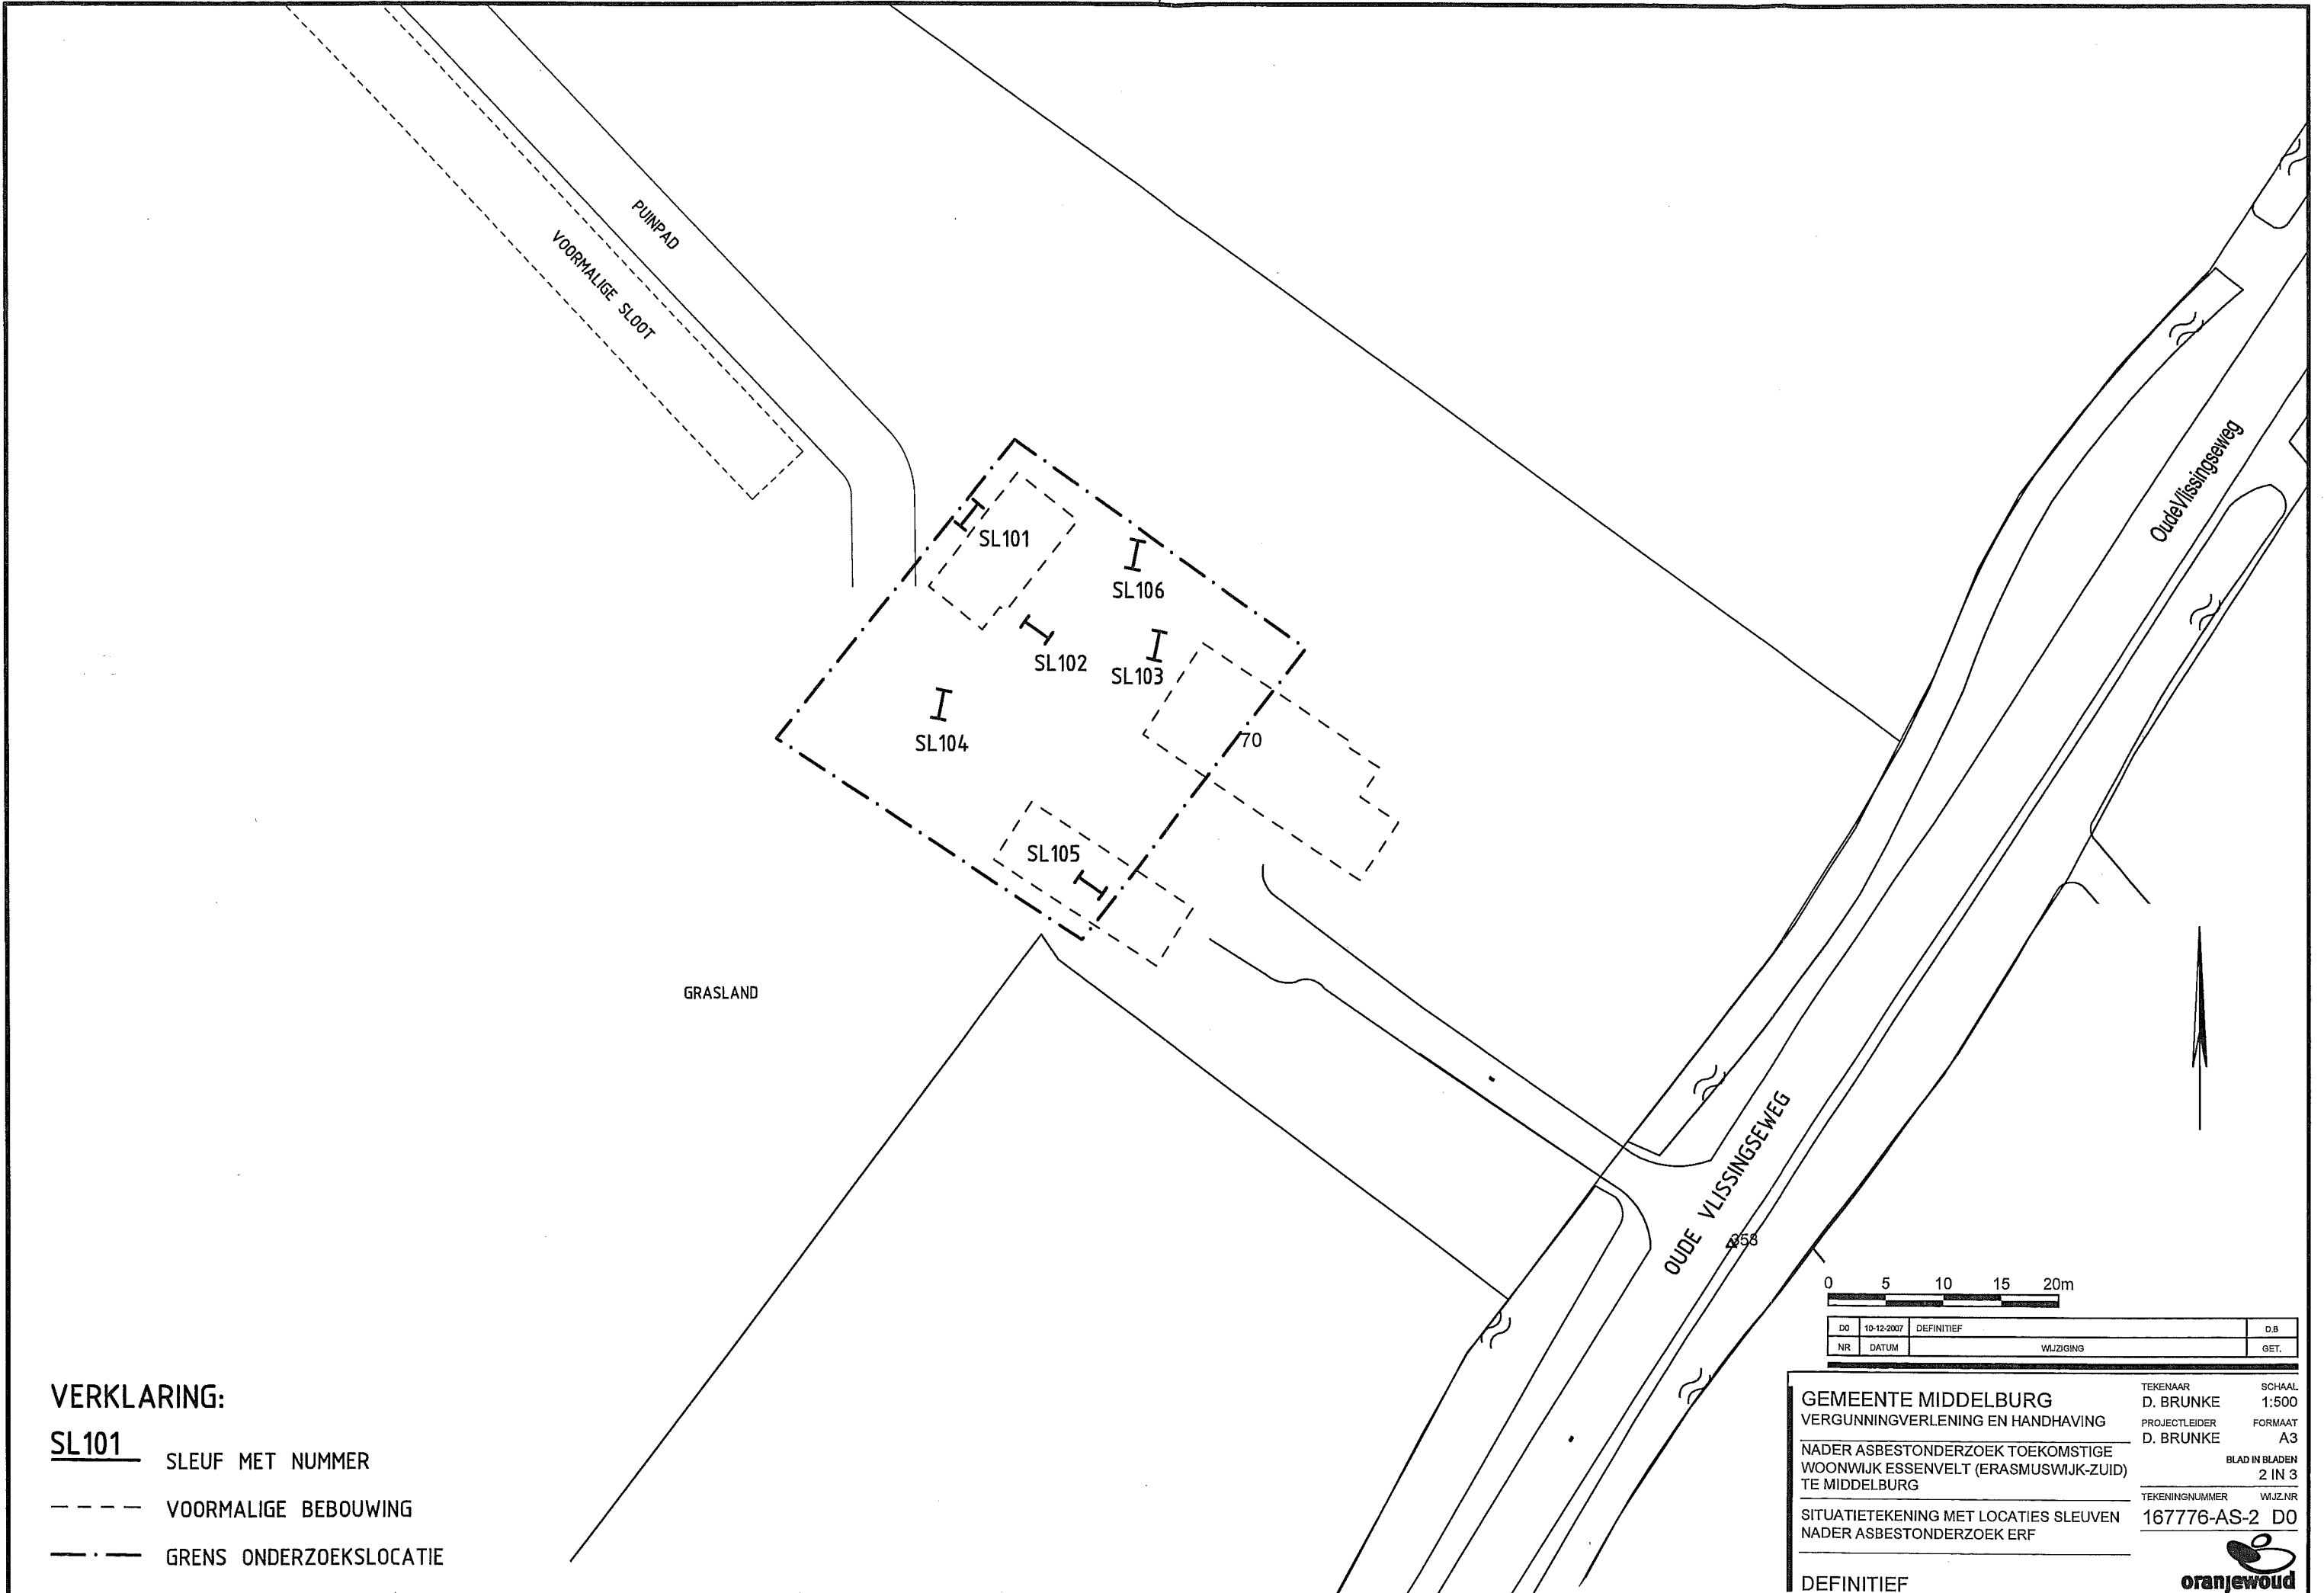 PUINPAD
VOORMALIGE SLOOT
OudeVlissingseweg
SL101
SL106
SL102
SL103
SL104
70
SL105
GRASLAND
OUDE VLISSINGSEWEG
358
0 5 10 15 20m
D0 10-12-2007 DEFINITIEF D.B
NR DATUM WIJZIGING GET.
VERKLARING:
SL101 SLEUF MET NUMMER
VOORMALIGE BEBOUWING
GRENS ONDERZOEKSLOCATIE
GEMEENTE MIDDELBURG
VERGUNNINGVERLENING EN HANDHAVING
NADER ASBESTONDERZOEK TOEKOMSTIGE
WOONWIJK ESSENVELT (ERASMUSWIJK-ZUID)
TE MIDDELBURG
SITUATIETEKENING MET LOCATIES SLEUVEN
NADER ASBESTONDERZOEK ERF
DEFINITIEF
TEKENAAR SCHAAL
D. BRUNKE 1:500
PROJECTLEIDER FORMAAT
D. BRUNKE A3
BLAD IN BLADEN
2 IN 3
TEKENINGNUMMER WIJZ.NR
167776-AS-2 D0
oranjewoud